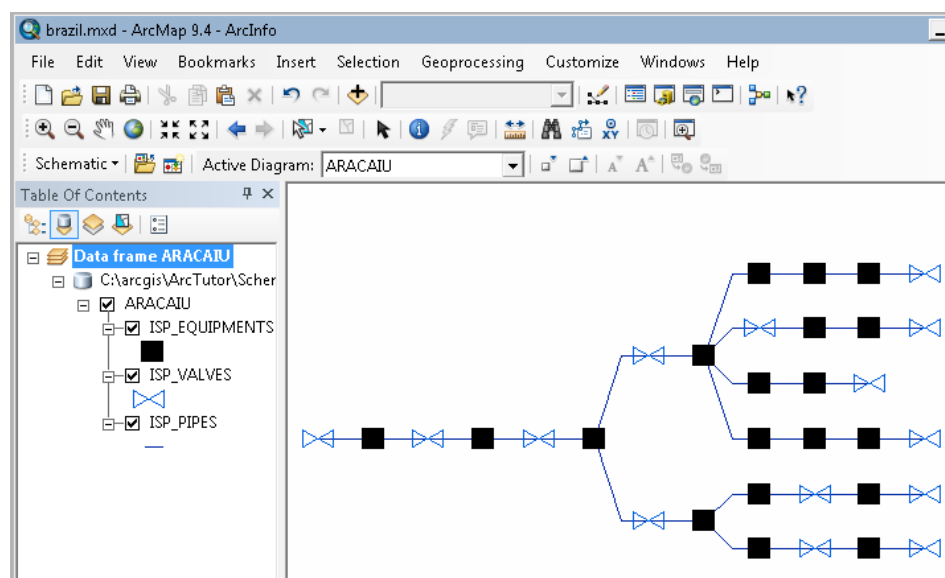 brazil.mxd - ArcMap 9.4 - ArcInfo
File Edit View Bookmarks Insert Selection Geoprocessing Customize Windows Help
Schematic Active Diagram: ARACAIU
Table Of Contents
Data frame ARACAIU
C:\arcgis\ArcTutor\Scher
ARACAIU
ISP_EQUIPMENTS
ISP_VALVES
ISP_PIPES